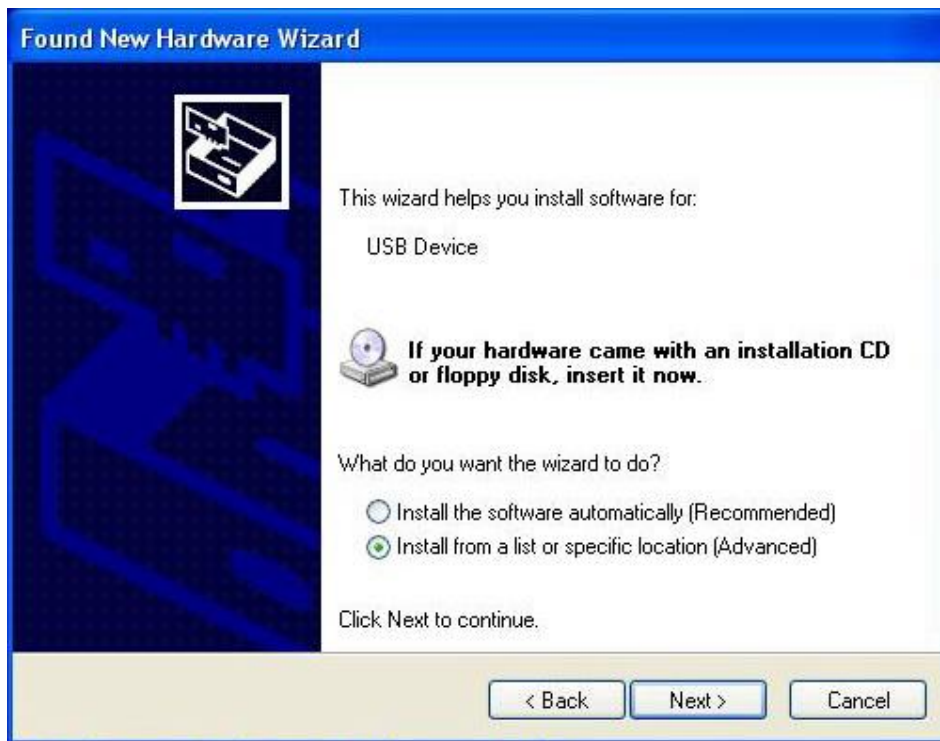 Found New Hardware Wizard
This wizard helps you install software for:
USB Device
If your hardware came with an installation CD
or floppy disk, insert it now.
What do you want the wizard to do?
Install the software automatically (Recommended)
Install from a list or specific location (Advanced)
Click Next to continue.
< Back Next > Cancel